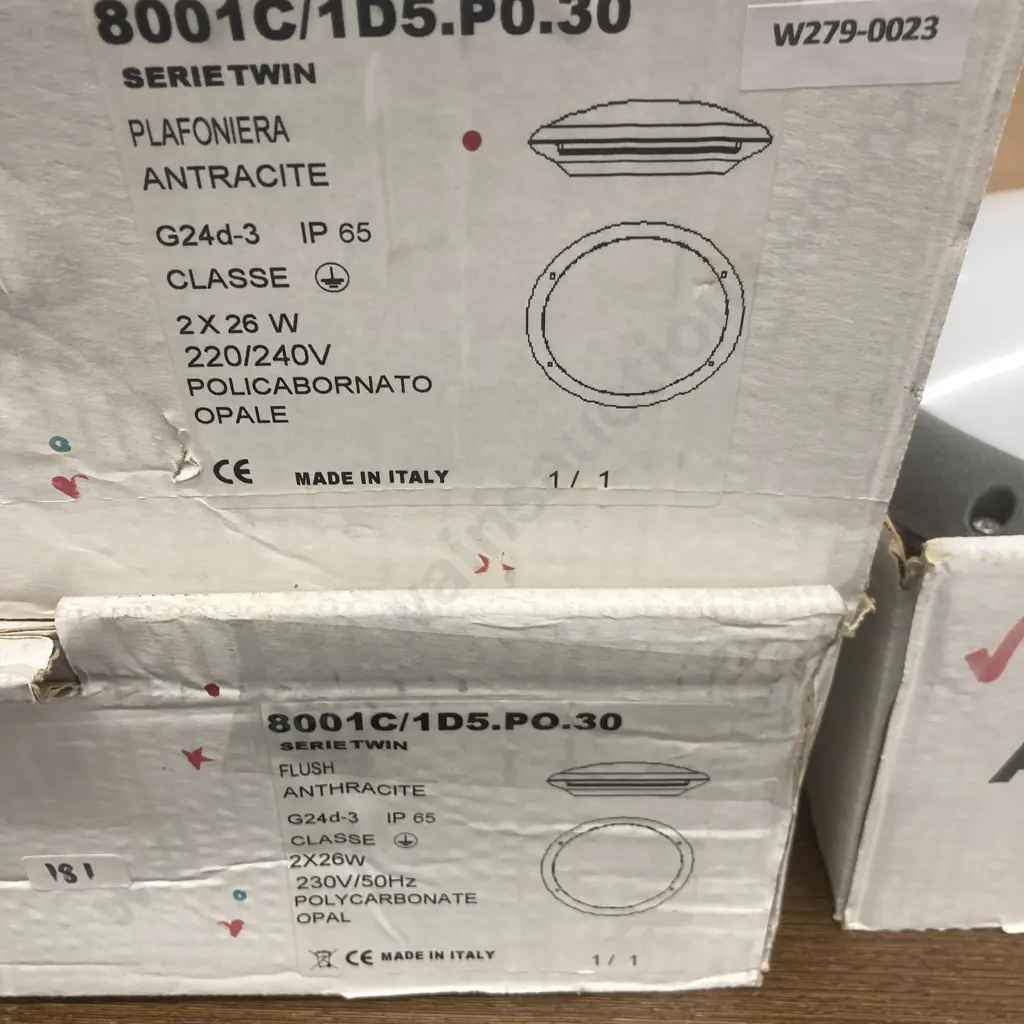 8001C/1D5.P0.30
W279-0023
SERIE TWIN
PLAFONIERA
ANTRACITE
G24d-3 IP 65
CLASSE
2 X 26 W
220/240V
POLICABORNATO
OPALE
CE MADE IN ITALY 1 / 1
8001C/1D5.PO.30
SERIE TWIN
FLUSH
ANTHRACITE
G24d-3 IP 65
CLASSE
2X26W
230V/50Hz
POLYCARBONATE
OPAL
CE MADE IN ITALY 1 / 1
181